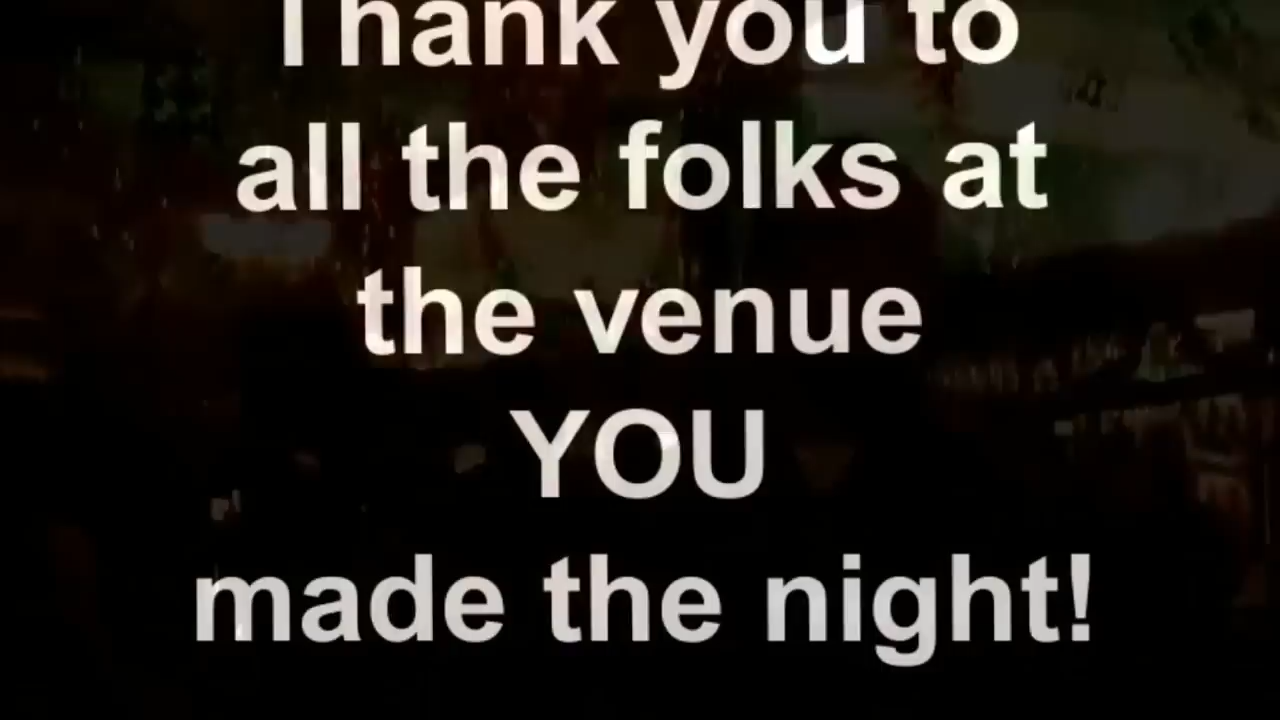 Thank you to
all the folks at
the venue
YOU
made the night!